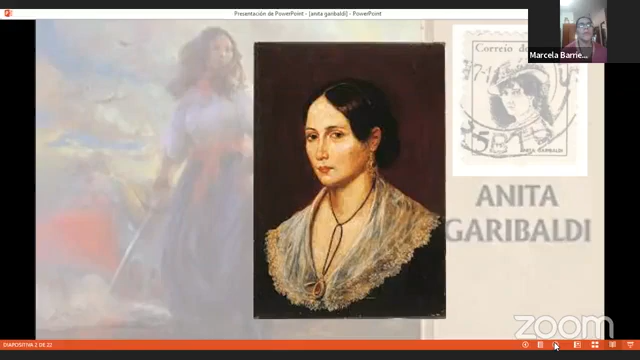 Presentación de PowerPoint - [anita garibaldi] - PowerPoint
Marcela Barrie...
Correio do
ANITA GARIBALDI
ANITA
GARIBALDI
zoom
DIAPOSITIVA 2 DE 22